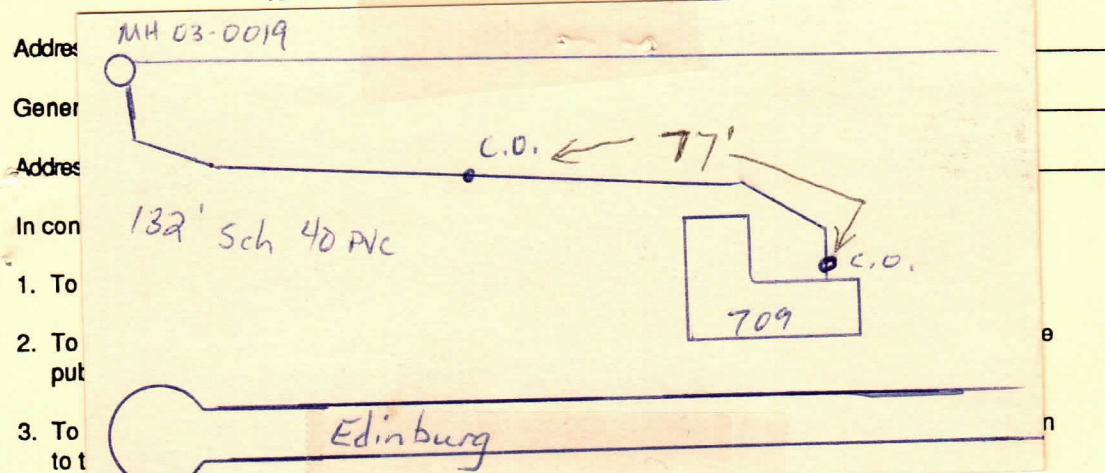 MH 03-0019
Addres
Gener
C.O. 77'
Addres
In con
132' Sch 40 PVC
C.O.
1. To
709
2. To e
put
Edinburg
3. To n
to t